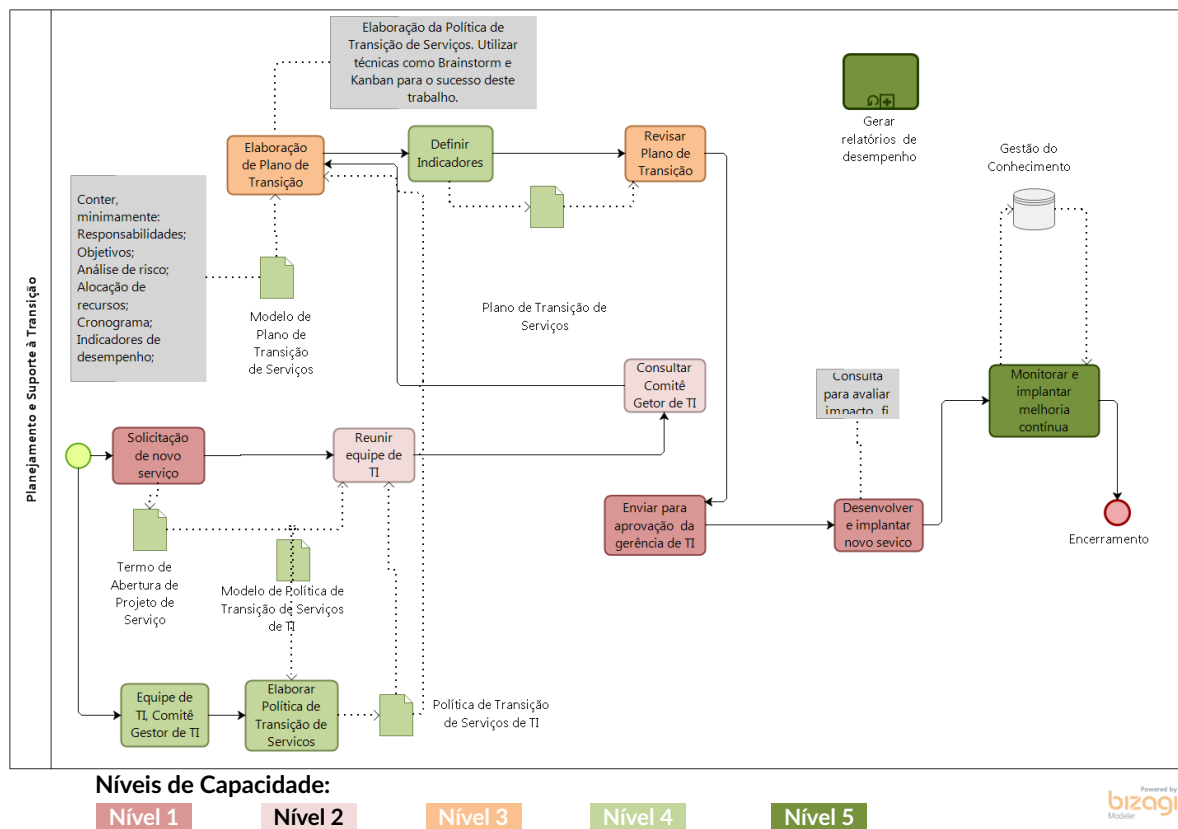 Planejamento e Suporte à Transição
Elaboração da Política de
Transição de Serviços. Utilizar
técnicas como Brainstorm e
Kanban para o sucesso deste
trabalho.
Gerar
relatórios de
desempenho
Elaboração
de Plano de
Transição
Definir
Indicadores
Revisar
Plano de
Transição
Gestão do
Conhecimento
Conter,
minimamente:
Responsabilidades;
Objetivos;
Análise de risco;
Alocação de
recursos;
Cronograma;
Indicadores de
desempenho;
Modelo de
Plano de
Transição
de Serviços
Plano de Transição de
Serviços
Consultar
Comitê
Getor de TI
Consulta
para avaliar
impacto, fi
Monitorar e
implantar
melhoria
contínua
Solicitação
de novo
serviço
Reunir
equipe de
TI
Enviar para
aprovação da
gerência de TI
Desenvolver
e implantar
novo sevico
Encerramento
Termo de
Abertura de
Projeto de
Serviço
Modelo de Política de
Transição de Serviços
de TI
Equipe de
TI, Comitê
Gestor de TI
Elaborar
Política de
Transição de
Servicos
Política de Transição
de Serviços de TI
Níveis de Capacidade:
Nível 1
Nível 2
Nível 3
Nível 4
Nível 5
Powered by
bizagi
Modeler